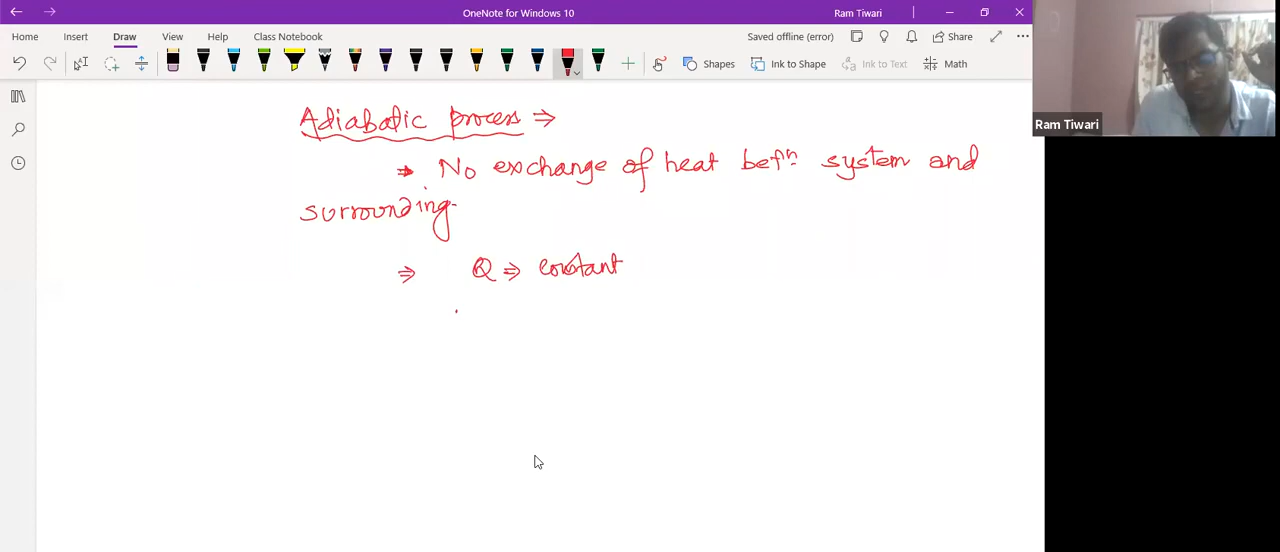 OneNote for Windows 10
Ram Tiwari
Home Insert Draw View Help Class Notebook
Saved offline (error) Share
Shapes Ink to Shape Ink to Text Math
Ram Tiwari
Adiabatic process ⇒
→ No exchange of heat betⁿ system and
surrounding.
⇒ Q ⇒ constant